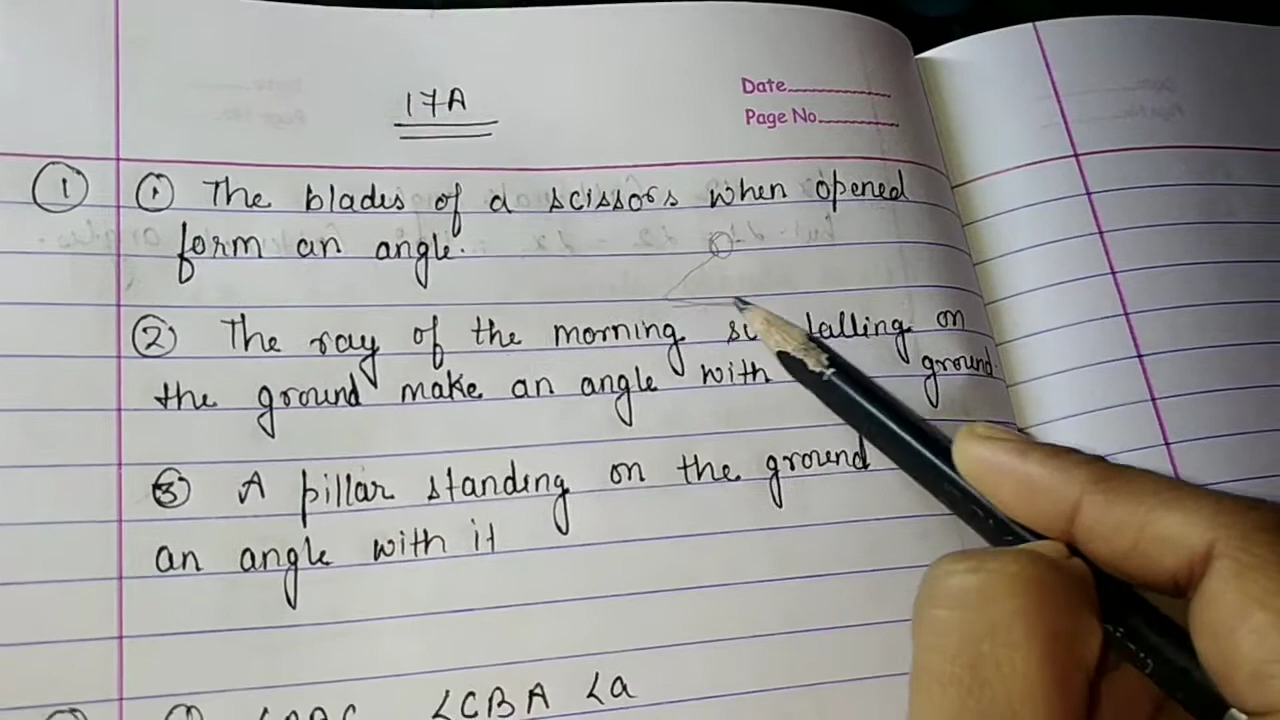 17A
Date
Page No.
① ① The blades of a scissors when opened
form an angle.
② The ray of the morning falling on
the ground make an angle with ground.
③ A pillar standing on the ground
an angle with it
∠CBA ∠a